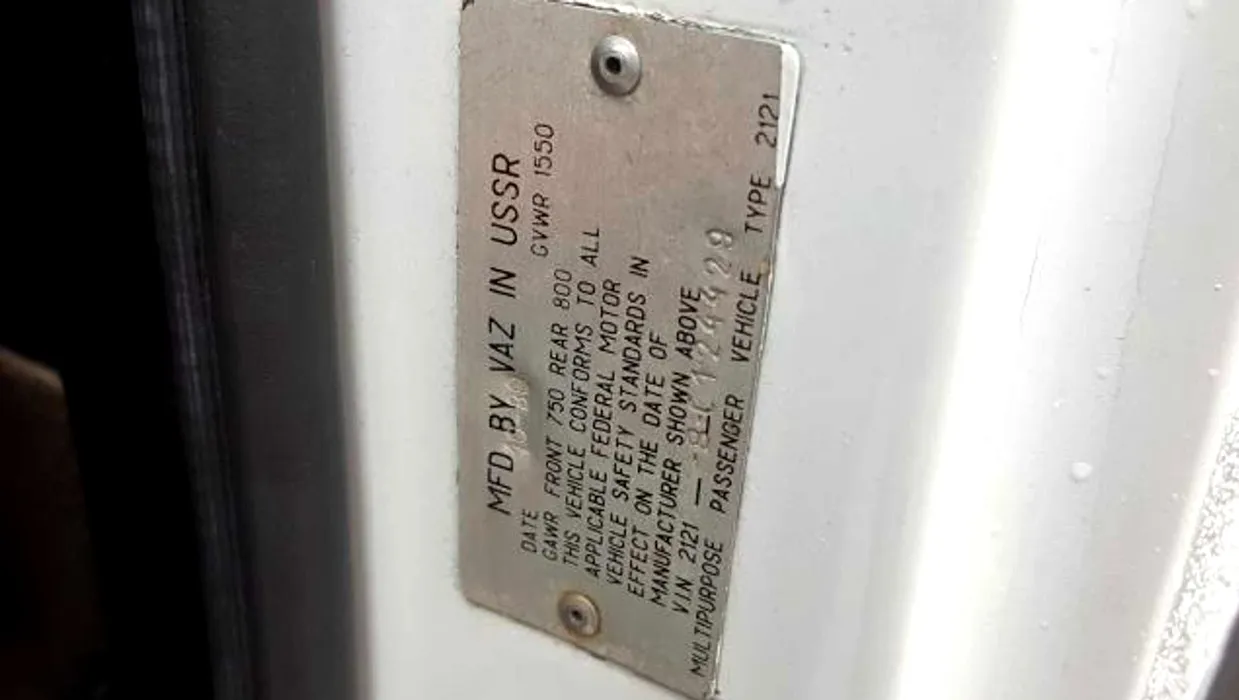 MFD BY VAZ IN USSR
DATE GVWR 1550
GAWR FRONT 750 REAR 800
THIS VEHICLE CONFORMS TO ALL
APPLICABLE FEDERAL MOTOR
VEHICLE SAFETY STANDARDS IN
EFFECT ON THE DATE OF
MANUFACTURER SHOWN ABOVE
V.I.N 2121 —
MULTIPURPOSE PASSENGER VEHICLE TYPE 2121